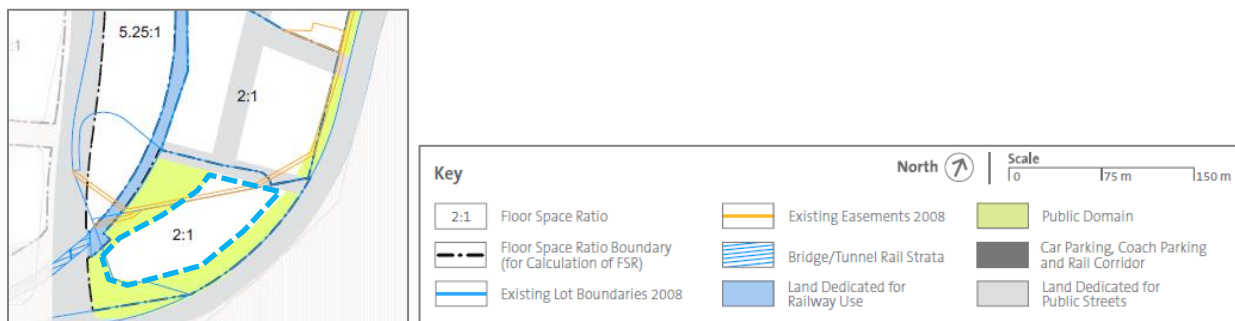 5.25:1
:1
2:1
2:1
Key
North
Scale
0 75 m 150 m
2:1 Floor Space Ratio
Floor Space Ratio Boundary
(for Calculation of FSR)
Existing Lot Boundaries 2008
Existing Easements 2008
Bridge/Tunnel Rail Strata
Land Dedicated for
Railway Use
Public Domain
Car Parking, Coach Parking
and Rail Corridor
Land Dedicated for
Public Streets